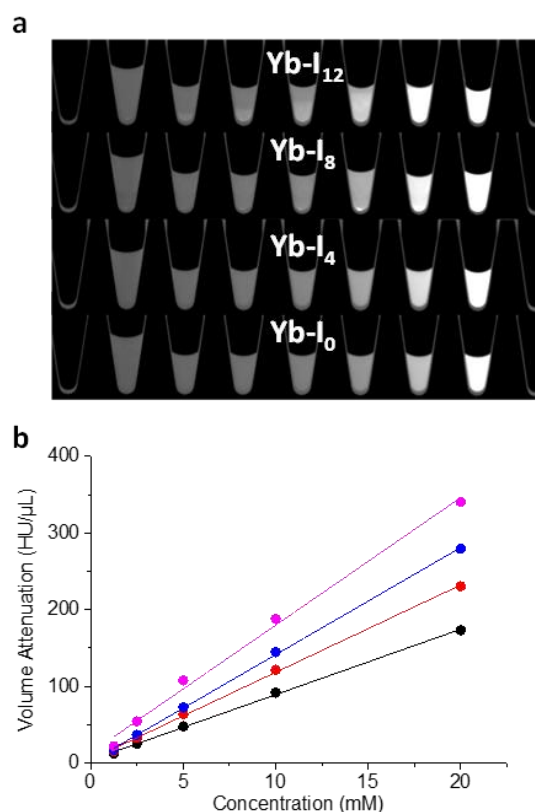 a
Yb-I₁₂
Yb-I₈
Yb-I₄
Yb-I₀
b
Volume Attenuation (HU/µL)
400
300
200
100
0
0 5 10 15 20
Concentration (mM)